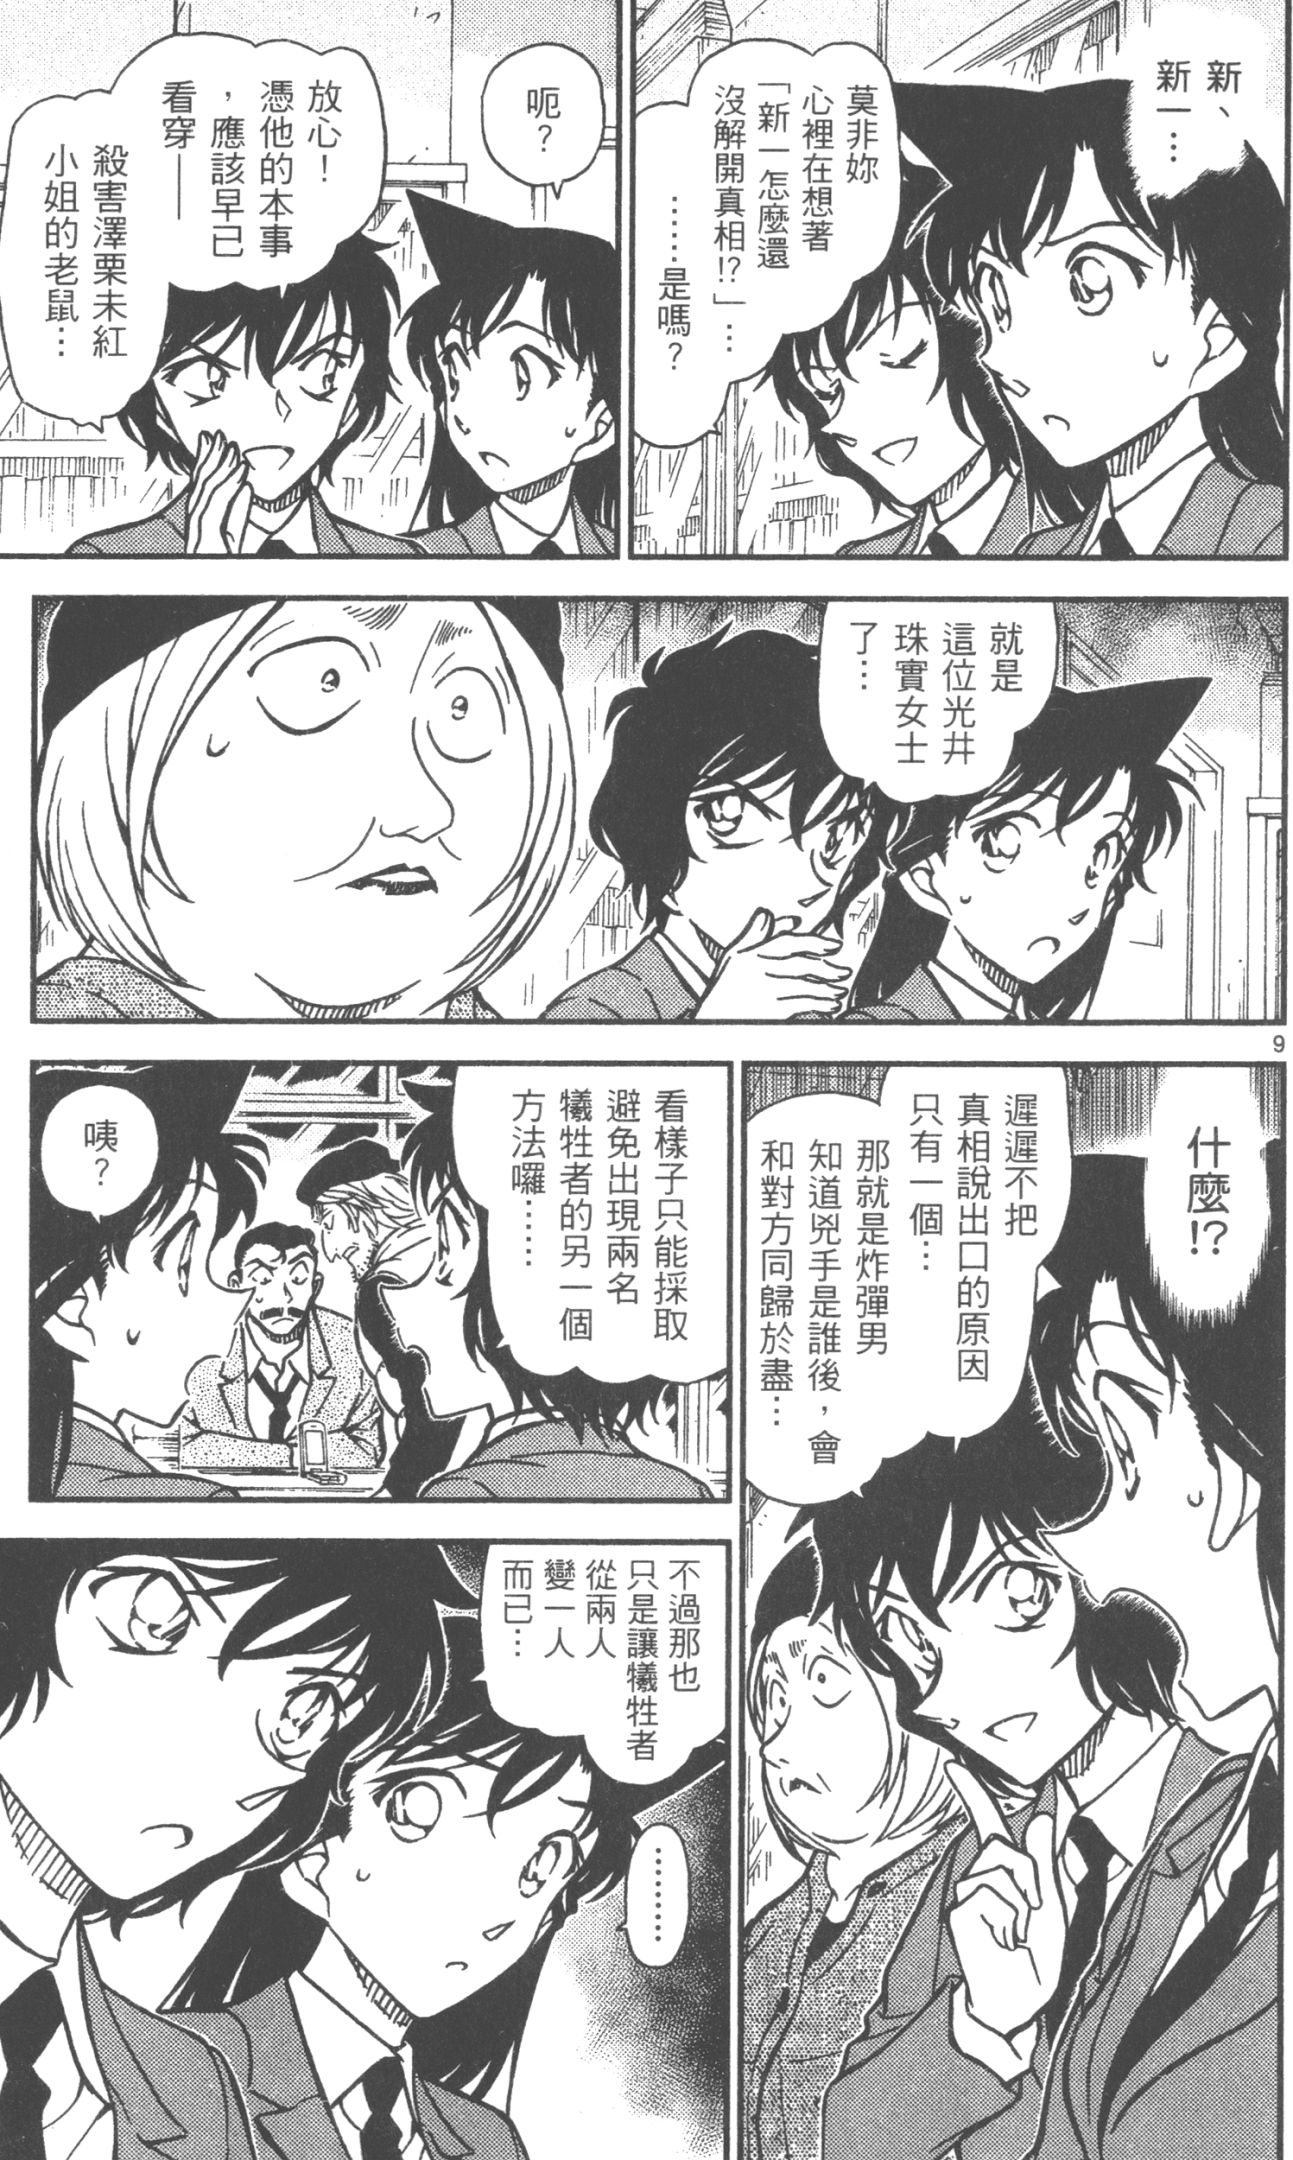 新、
新一…
莫非妳
心裡在想著
「新一怎麼還
沒解開真相!?」…
……是嗎?
呃?
放心!
憑他的本事
，應該早已
看穿——
殺害澤栗未紅
小姐的老鼠…
就是
這位光井
珠實女士
了…
9
什麼!?
遲遲不把
真相說出口的原因
只有一個…
那就是炸彈男
知道兇手是誰後，會
和對方同歸於盡…
看樣子只能採取
避免出現兩名
犧牲者的另一個
方法囉……
咦?
不過那也
只是讓犧牲者
從兩人
變一人
而已…
………